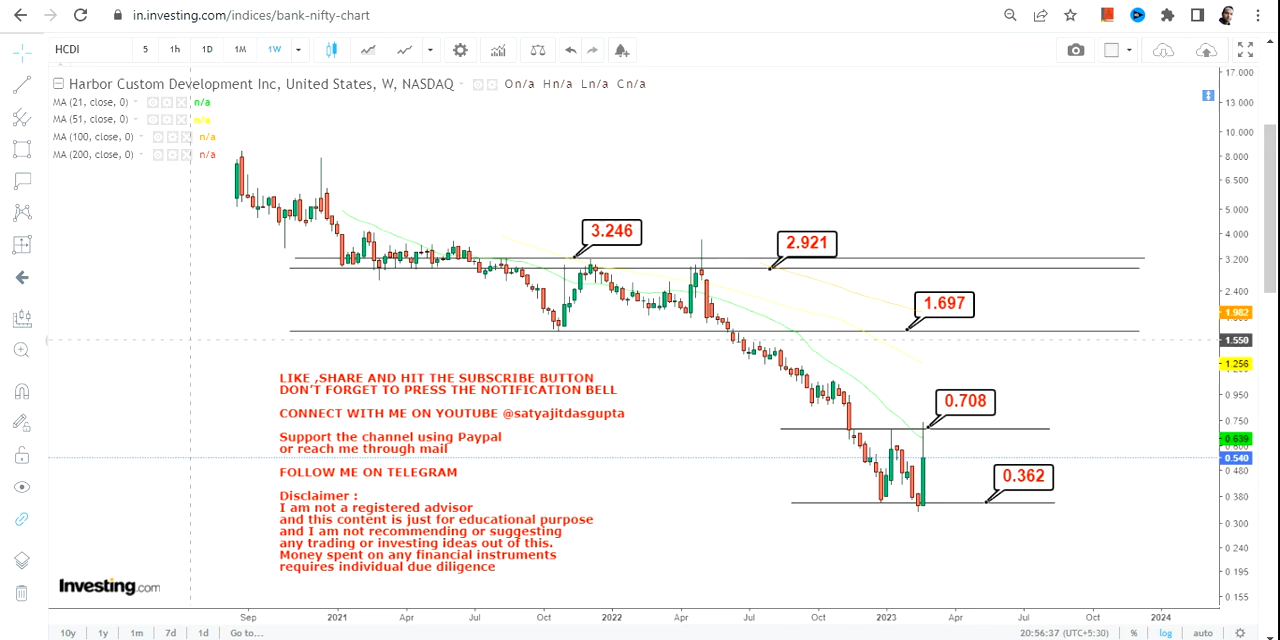 in.investing.com/indices/bank-nifty-chart
HCDI 5 1h 1D 1M 1W
Harbor Custom Development Inc, United States, W, NASDAQ On/a Hn/a Ln/a Cn/a
MA (21, close, 0) n/a
MA (51, close, 0) n/a
MA (100, close, 0) n/a
MA (200, close, 0) n/a
17.000
13.000
10.000
8.000
6.500
5.000
4.000
3.200
2.400
1.982
1.550
1.256
0.950
0.750
0.639
0.540
0.480
0.380
0.300
0.240
0.195
0.155
3.246
2.921
1.697
0.708
0.362
LIKE ,SHARE AND HIT THE SUBSCRIBE BUTTON
DON'T FORGET TO PRESS THE NOTIFICATION BELL
CONNECT WITH ME ON YOUTUBE @satyajitdasgupta
Support the channel using Paypal
or reach me through mail
FOLLOW ME ON TELEGRAM
Disclaimer :
I am not a registered advisor
and this content is just for educational purpose
and I am not recommending or suggesting
any trading or investing ideas out of this.
Money spent on any financial instruments
requires individual due diligence
Investing.com
Sep 2021 Apr Jul Oct 2022 Apr Jul Oct 2023 Apr Jul Oct 2024
10y 1y 1m 7d 1d Go to... 20:56:37 (UTC+5:30) % log auto